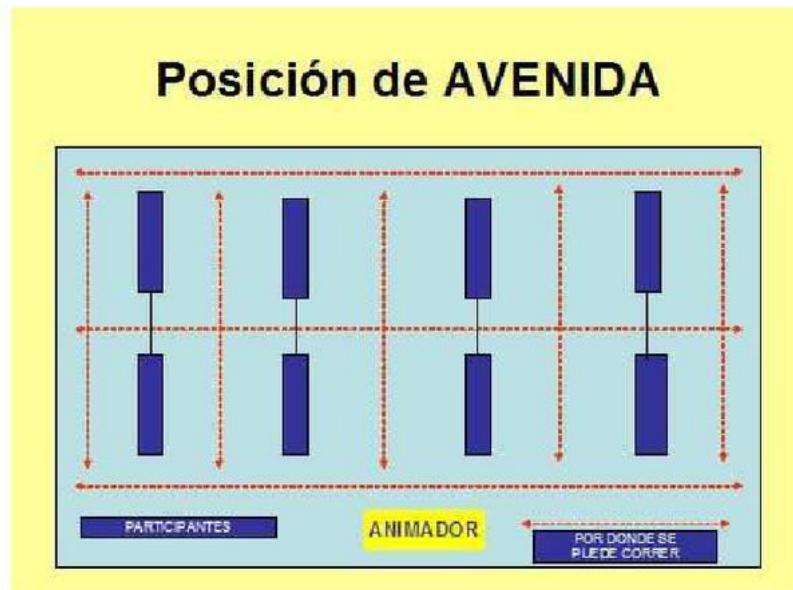 Posición de AVENIDA
PARTICIPANTES
ANIMADOR
POR DONDE SE
PUEDE CORRER